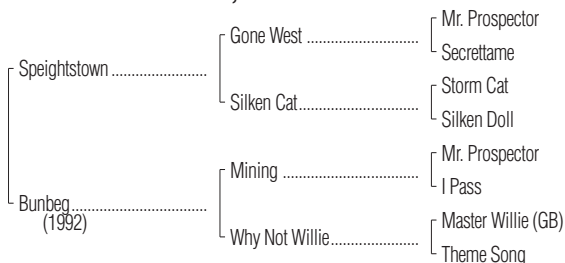 Mr. Prospector
Gone West
Secrettame
Speightstown
Storm Cat
Silken Cat
Silken Doll
Mr. Prospector
Mining
I Pass
Bunbeg
(1992)
Master Willie (GB)
Why Not Willie
Theme Song